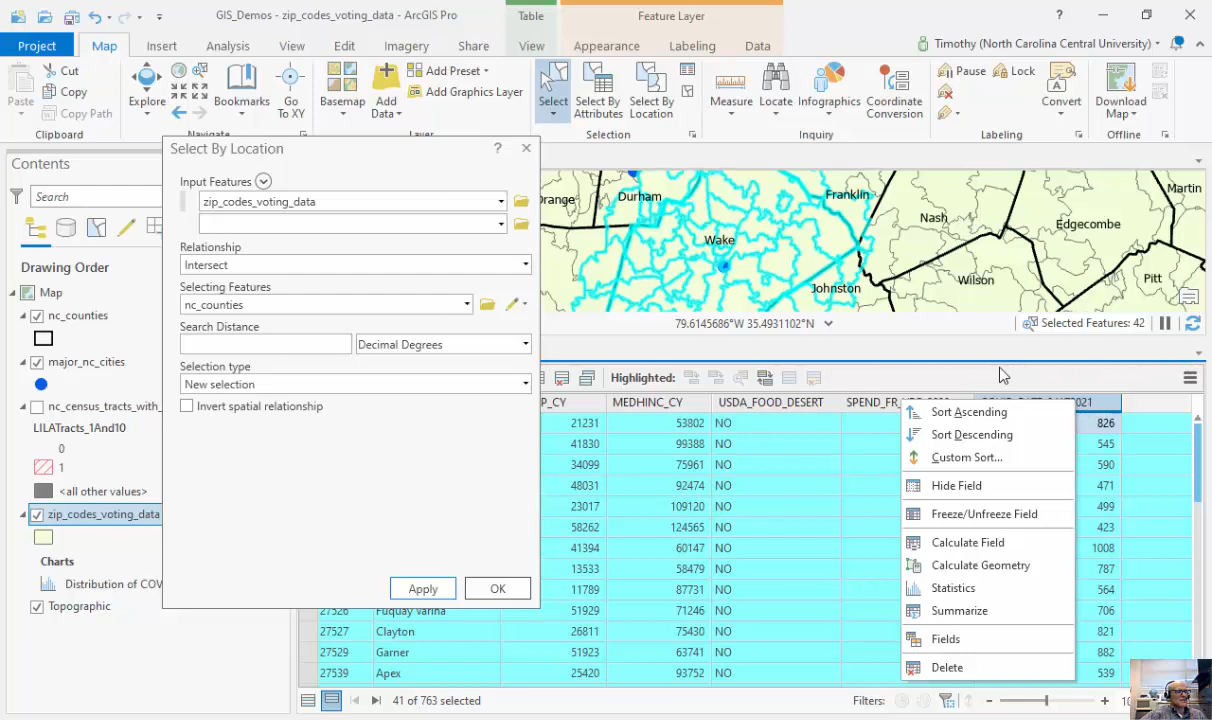 GIS_Demos - zip_codes_voting_data - ArcGIS Pro
Table
Feature Layer
?
Project
Map
Insert
Analysis
View
Edit
Imagery
Share
View
Appearance
Labeling
Data
Timothy (North Carolina Central University)
Paste
Cut
Copy
Copy Path
Clipboard
Explore
Bookmarks
Go To XY
Navigate
Basemap
Add Data
Add Preset
Add Graphics Layer
Layer
Select
Select By Attributes
Select By Location
Selection
Measure
Locate
Infographics
Coordinate Conversion
Inquiry
Pause
Lock
Convert
Labeling
Download Map
Offline
Contents
Search
Drawing Order
Map
nc_counties
major_nc_cities
nc_census_tracts_with_
LILATracts_1And10
0
1
<all other values>
zip_codes_voting_data
Charts
Distribution of COV
Topographic
Select By Location
?
Input Features
zip_codes_voting_data
Relationship
Intersect
Selecting Features
nc_counties
Search Distance
Decimal Degrees
Selection type
New selection
Invert spatial relationship
Apply
OK
Orange
Durham
Franklin
Wake
Johnston
Nash
Edgecombe
Wilson
Martin
Pitt
79.6145686°W 35.4931102°N
Selected Features: 42
Highlighted:
P_CY MEDHINC_CY USDA_FOOD_DESERT
21231 53802 NO 826
41830 99388 NO 545
34099 75961 NO 590
48031 92474 NO 471
23017 109120 NO 499
58262 124565 NO 423
41394 60147 NO 1008
13533 58479 NO 787
11789 87731 NO 564
27526 Fuquay Varina 51929 71246 NO 706
27527 Clayton 26811 75430 NO 821
27529 Garner 51923 63741 NO 882
27539 Apex 25420 93752 NO 539
Sort Ascending
Sort Descending
Custom Sort...
Hide Field
Freeze/Unfreeze Field
Calculate Field
Calculate Geometry
Statistics
Summarize
Fields
Delete
41 of 763 selected
Filters:
- +